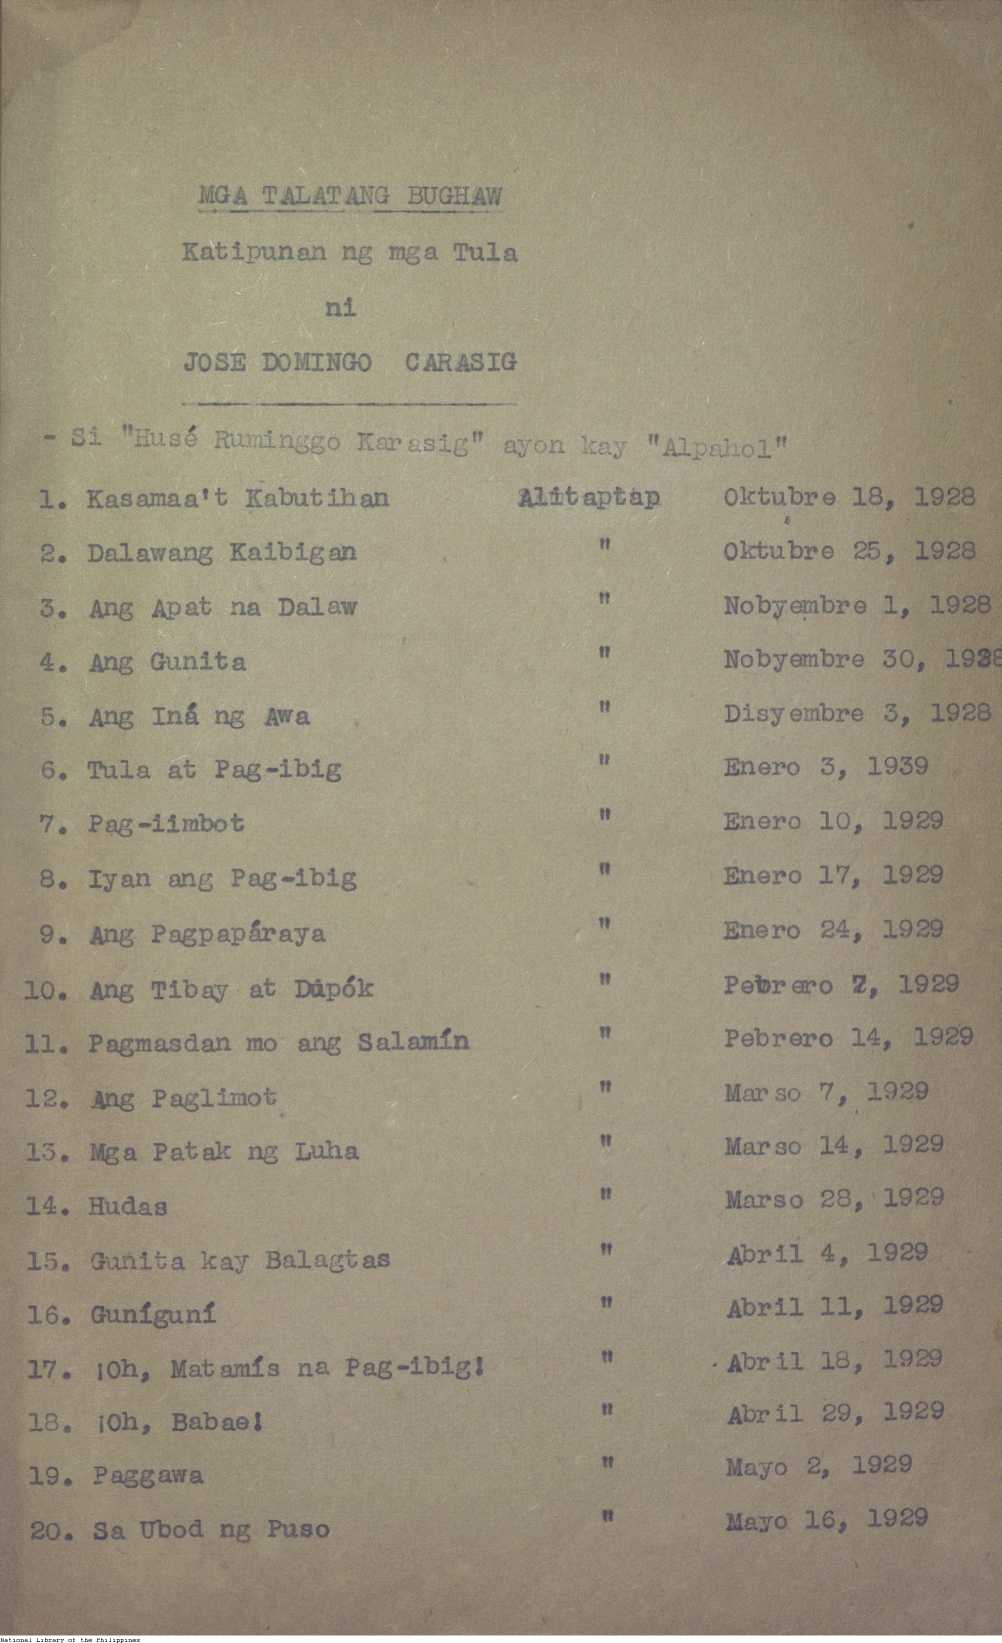 MGA TALATANG BUGHAW
Katipunan ng mga Tula
ni
JOSE DOMINGO CARASIG
- Si "Husé Ruminggo Karasig" ayon kay "Alpahol"
1. Kasamaa't Kabutihan Alitaptap Oktubre 18, 1928
2. Dalawang Kaibigan " Oktubre 25, 1928
3. Ang Apat na Dalaw " Nobyembre 1, 1928
4. Ang Gunita " Nobyembre 30, 1928
5. Ang Iná ng Awa " Disyembre 3, 1928
6. Tula at Pag-ibig " Enero 3, 1939
7. Pag-iimbot " Enero 10, 1929
8. Iyan ang Pag-ibig " Enero 17, 1929
9. Ang Pagpapáraya " Enero 24, 1929
10. Ang Tibay at Dúpók " Pebrero 7, 1929
11. Pagmasdan mo ang Salamín " Pebrero 14, 1929
12. Ang Paglimot " Marso 7, 1929
13. Mga Patak ng Luha " Marso 14, 1929
14. Hudas " Marso 28, 1929
15. Gunita kay Balagtas " Abril 4, 1929
16. Guníguní " Abril 11, 1929
17. ¡Oh, Matamís na Pag-ibig! " Abril 18, 1929
18. ¡Oh, Babae! " Abril 29, 1929
19. Paggawa " Mayo 2, 1929
20. Sa Ubod ng Puso " Mayo 16, 1929
National Library of the Philippines